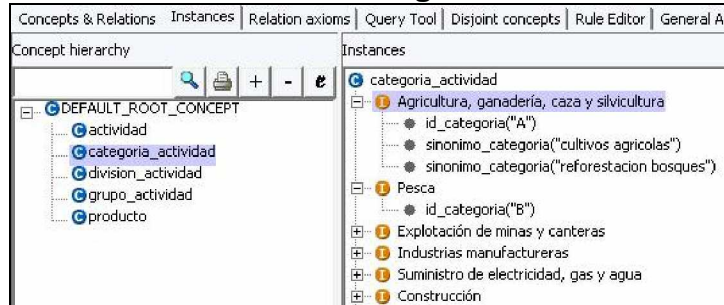 Concepts & Relations Instances Relation axioms Query Tool Disjoint concepts Rule Editor General A
Concept hierarchy
+ - e
DEFAULT_ROOT_CONCEPT
actividad
categoria_actividad
division_actividad
grupo_actividad
producto
Instances
categoria_actividad
Agricultura, ganadería, caza y silvicultura
id_categoria("A")
sinonimo_categoria("cultivos agricolas")
sinonimo_categoria("reforestacion bosques")
Pesca
id_categoria("B")
Explotación de minas y canteras
Industrias manufactureras
Suministro de electricidad, gas y agua
Construcción